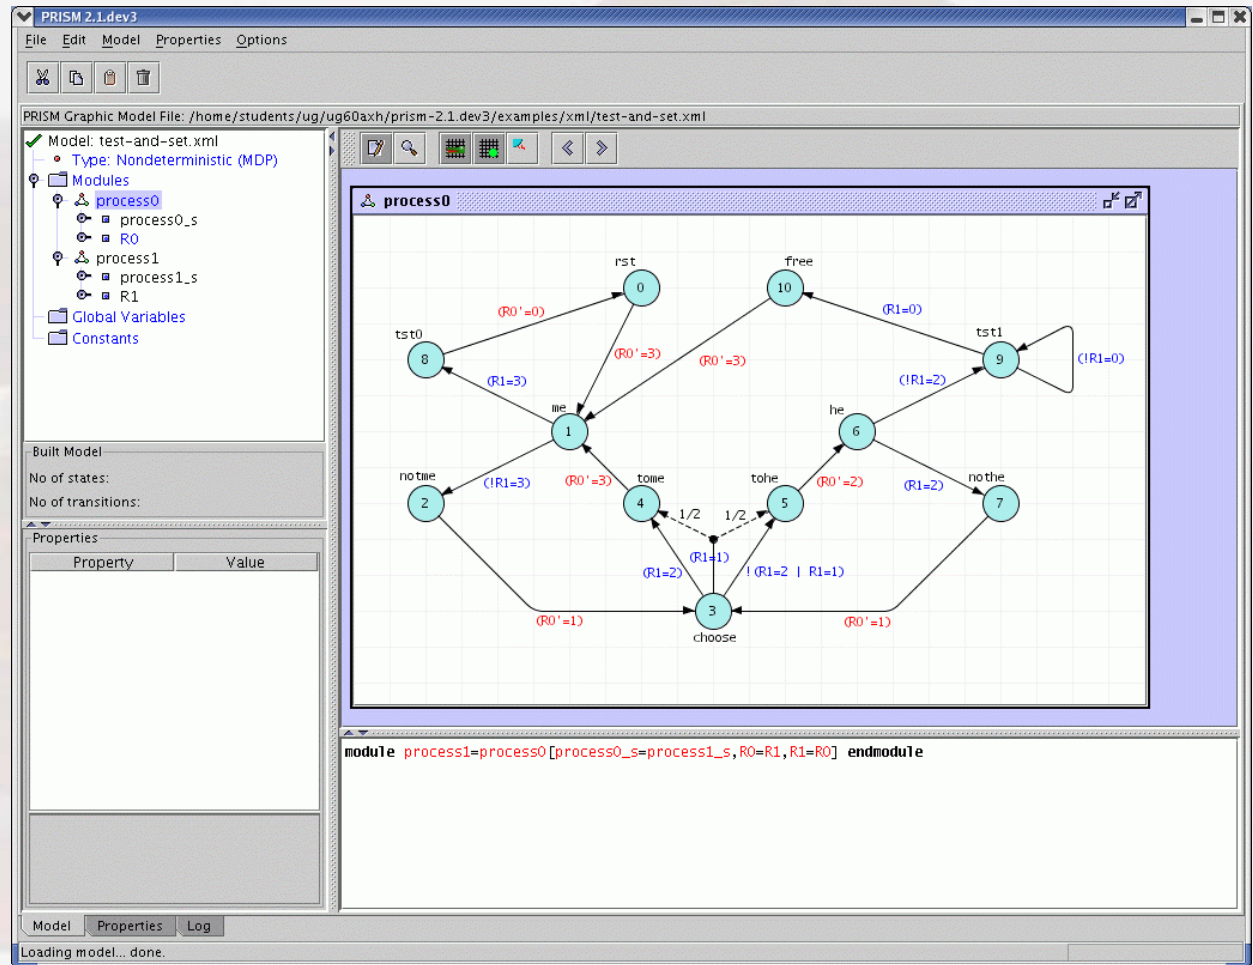 PRISM 2.1.dev3
File Edit Model Properties Options
PRISM Graphic Model File: /home/students/ug/ug60axh/prism-2.1.dev3/examples/xml/test-and-set.xml
Model: test-and-set.xml
Type: Nondeterministic (MDP)
Modules
process0
process0_s
R0
process1
process1_s
R1
Global Variables
Constants
Built Model
No of states:
No of transitions:
Properties
Property Value
process0
rst
0
free
10
(R0'=0)
(R1=0)
tst0
8
(R0'=3)
(R0'=3)
tst1
9
(!R1=0)
(R1=3)
(!R1=2)
me
1
he
6
notme
2
(!R1=3)
(R0'=3)
tome
4
tohe
5
(R0'=2)
(R1=2)
nothe
7
1/2
1/2
(R1=1)
(R1=2)
!(R1=2 | R1=1)
3
choose
(R0'=1)
(R0'=1)
module process1=process0[process0_s=process1_s,R0=R1,R1=R0] endmodule
Model Properties Log
Loading model... done.